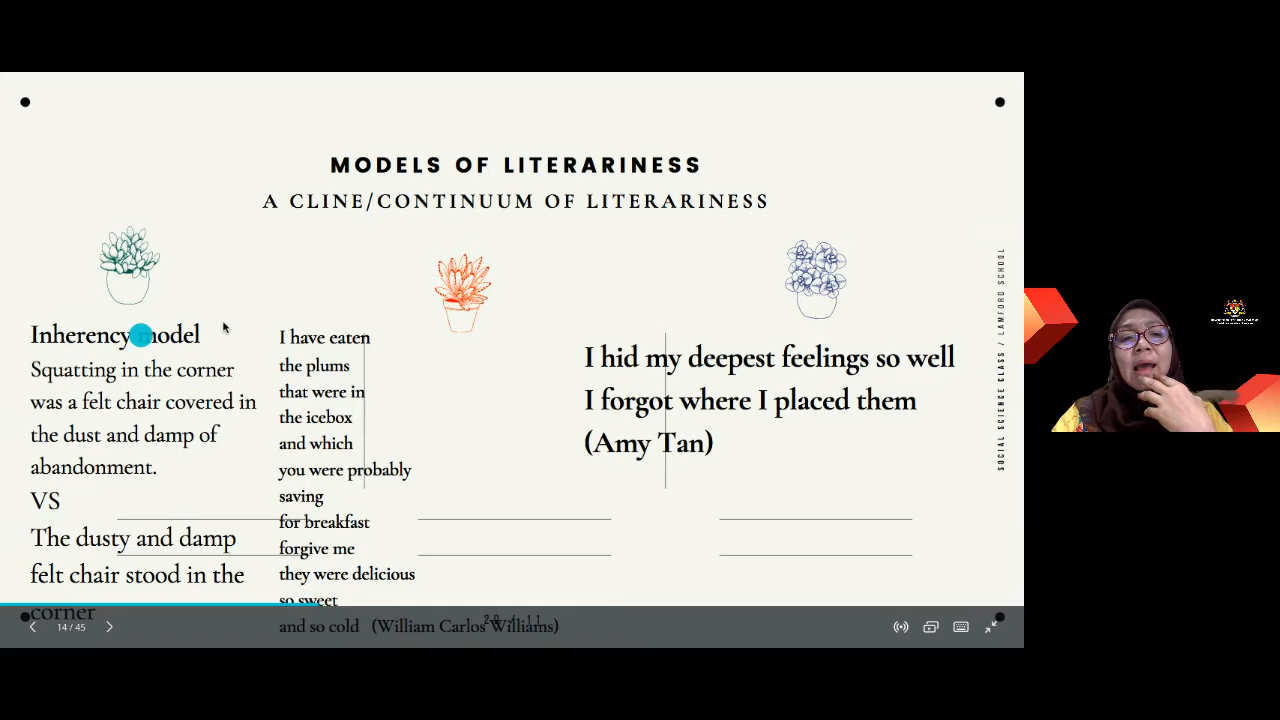 MODELS OF LITERARINESS
A CLINE/CONTINUUM OF LITERARINESS
Inherency model
Squatting in the corner
was a felt chair covered in
the dust and damp of
abandonment.
VS
The dusty and damp
felt chair stood in the
corner
I have eaten
the plums
that were in
the icebox
and which
you were probably
saving
for breakfast
forgive me
they were delicious
so sweet
and so cold (William Carlos Williams)
I hid my deepest feelings so well
I forgot where I placed them
(Amy Tan)
SOCIAL SCIENCE CLASS / LAMFORD SCHOOL
14 / 45